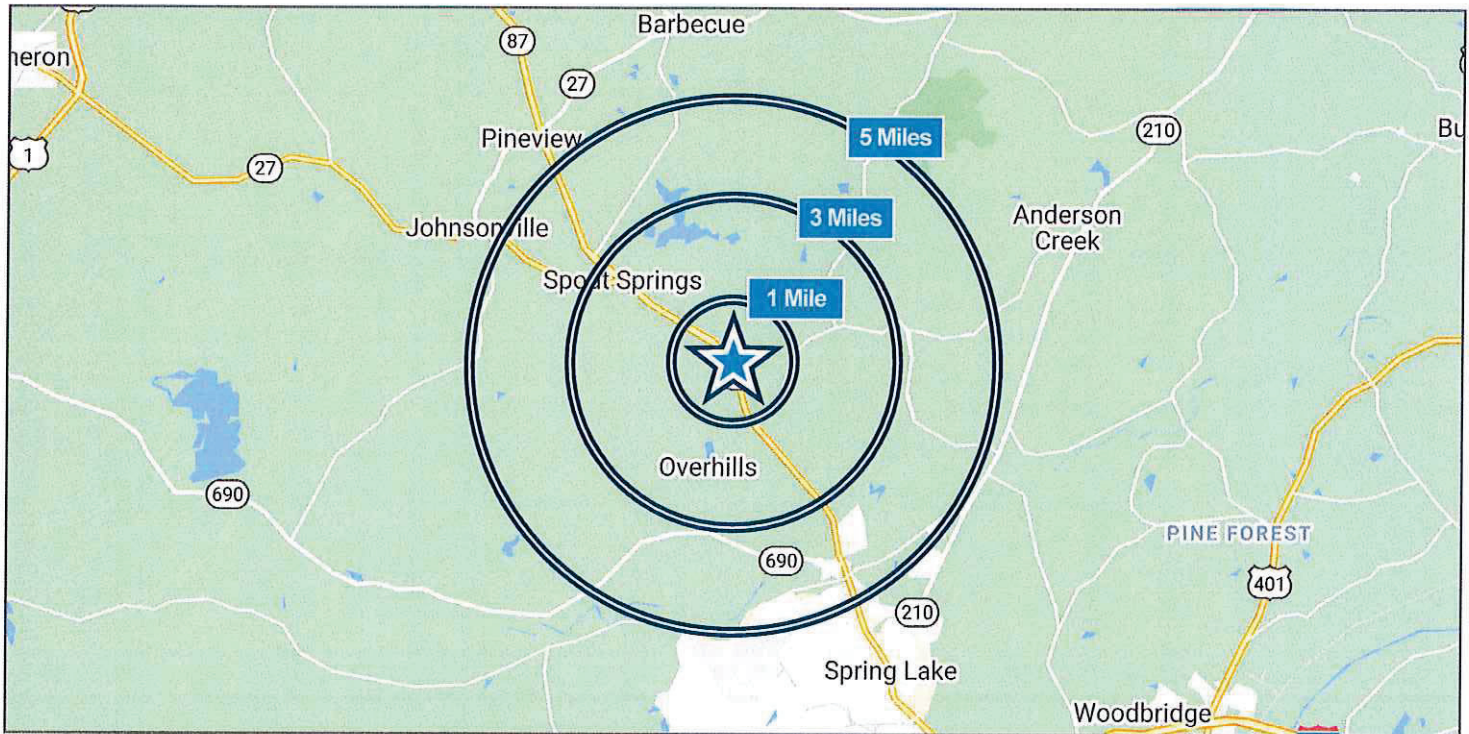 Barbecue
87
neron
27
5 Miles
210
Pineview
1
27
3 Miles
Anderson
Creek
Johnsonville
Spout Springs
1 Mile
Overhills
690
PINE FOREST
690
401
210
Spring Lake
Woodbridge